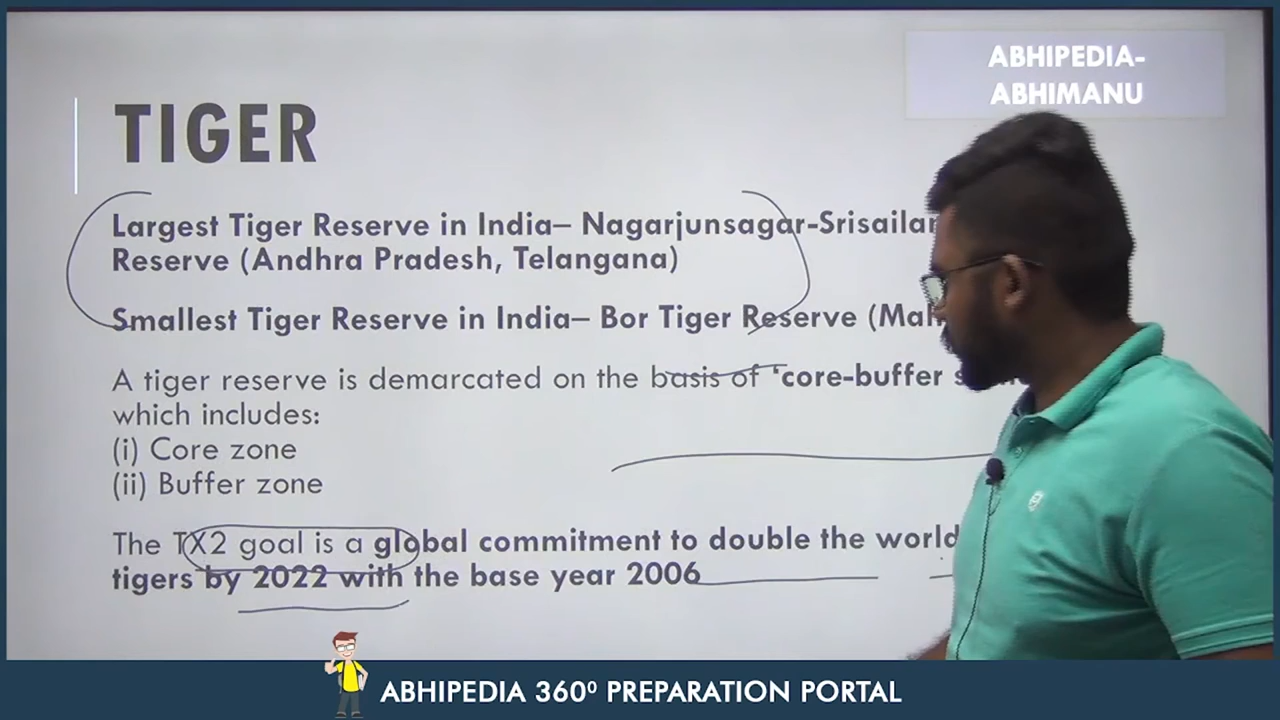 ABHIPEDIA-
ABHIMANU
TIGER
Largest Tiger Reserve in India– Nagarjunsagar-Srisailam
Reserve (Andhra Pradesh, Telangana)
Smallest Tiger Reserve in India– Bor Tiger Reserve
A tiger reserve is demarcated on the basis of 'core-buffer
which includes:
(i) Core zone
(ii) Buffer zone
The TX2 goal is a global commitment to double the world
tigers by 2022 with the base year 2006
ABHIPEDIA 360⁰ PREPARATION PORTAL